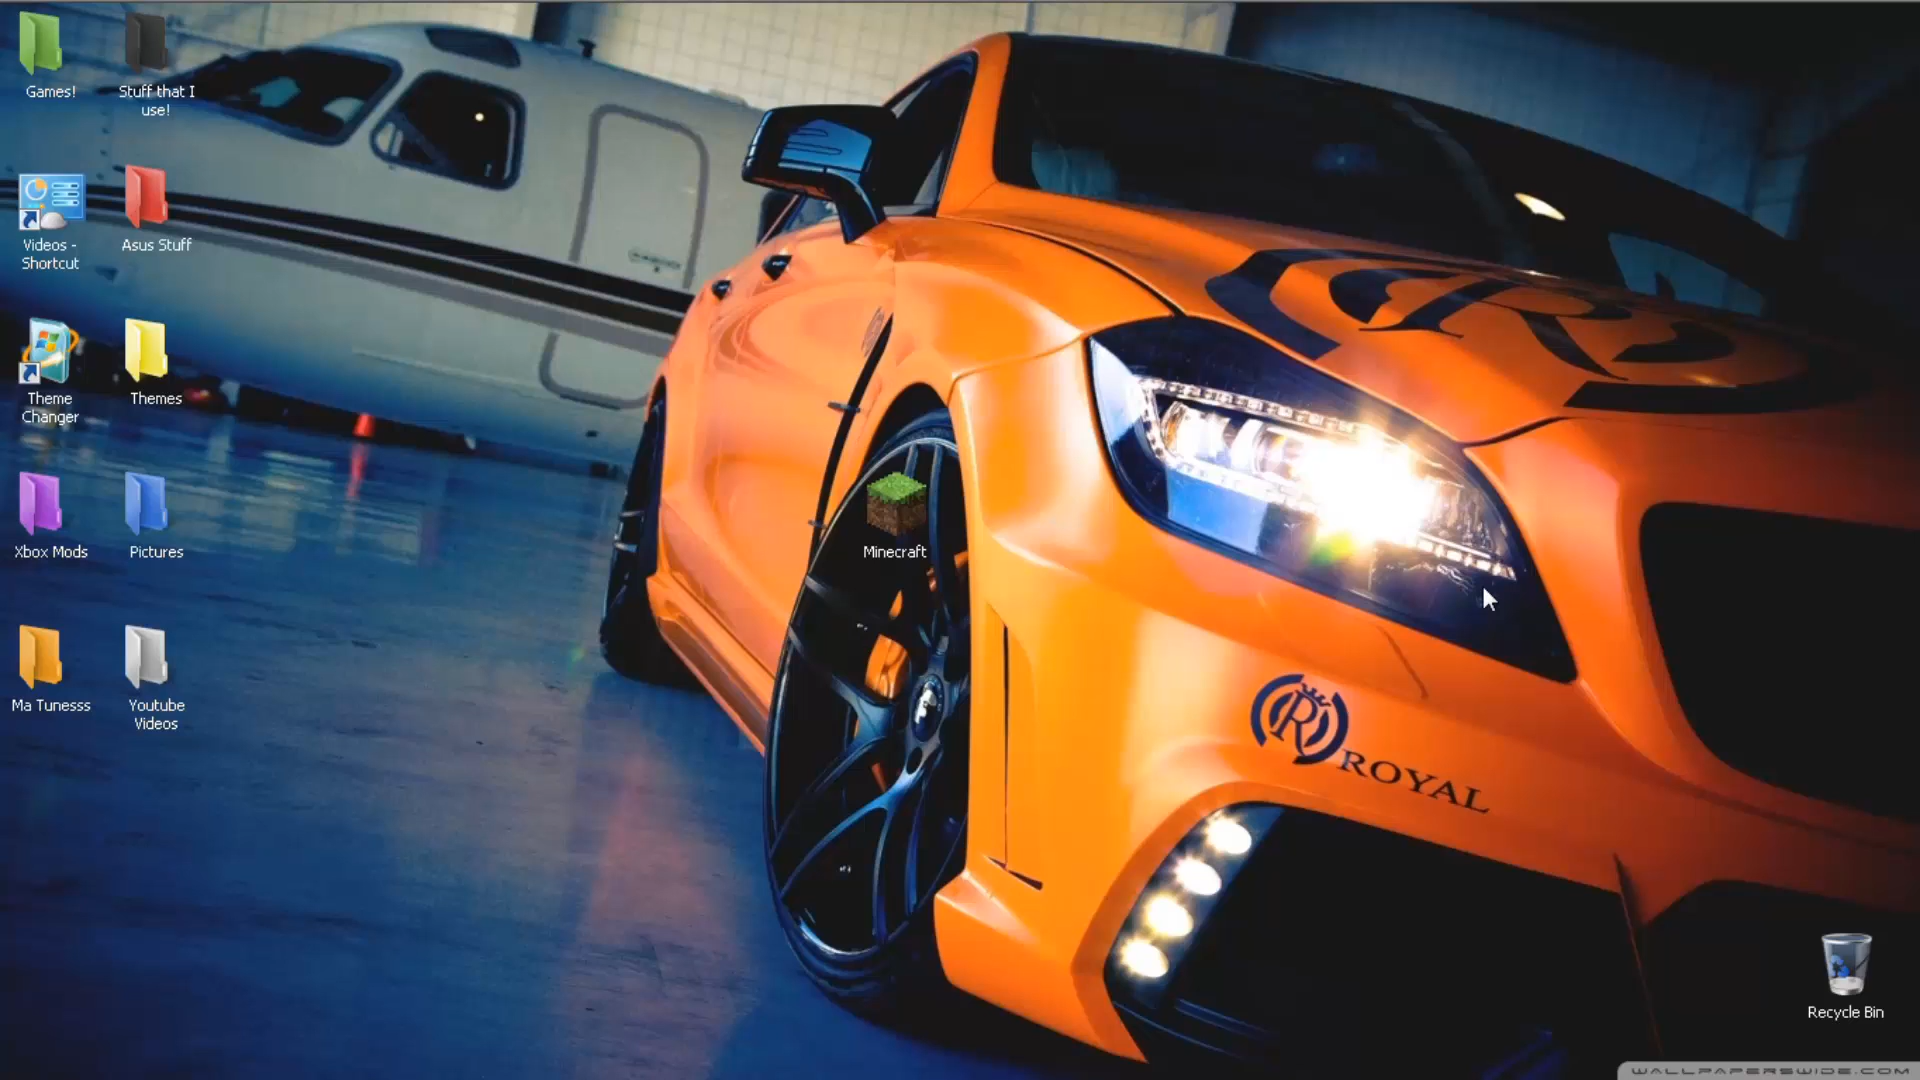 Games!
Stuff that I
use!
Videos -
Shortcut
Asus Stuff
Theme
Changer
Themes
Xbox Mods
Pictures
Minecraft
Ma Tunesss
Youtube
Videos
R
ROYAL
Recycle Bin
WALLPAPERSWIDE.COM